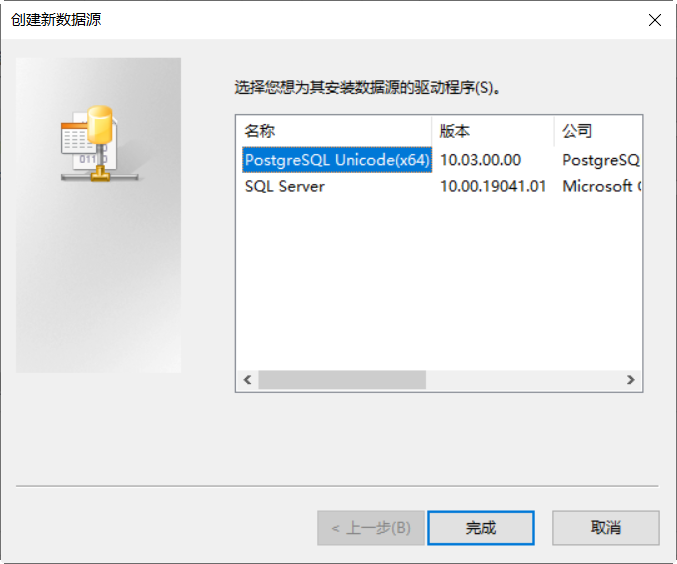 创建新数据源
选择您想为其安装数据源的驱动程序(S)。
名称 版本 公司
PostgreSQL Unicode(x64) 10.03.00.00 PostgreSQ
SQL Server 10.00.19041.01 Microsoft
< 上一步(B) 完成 取消